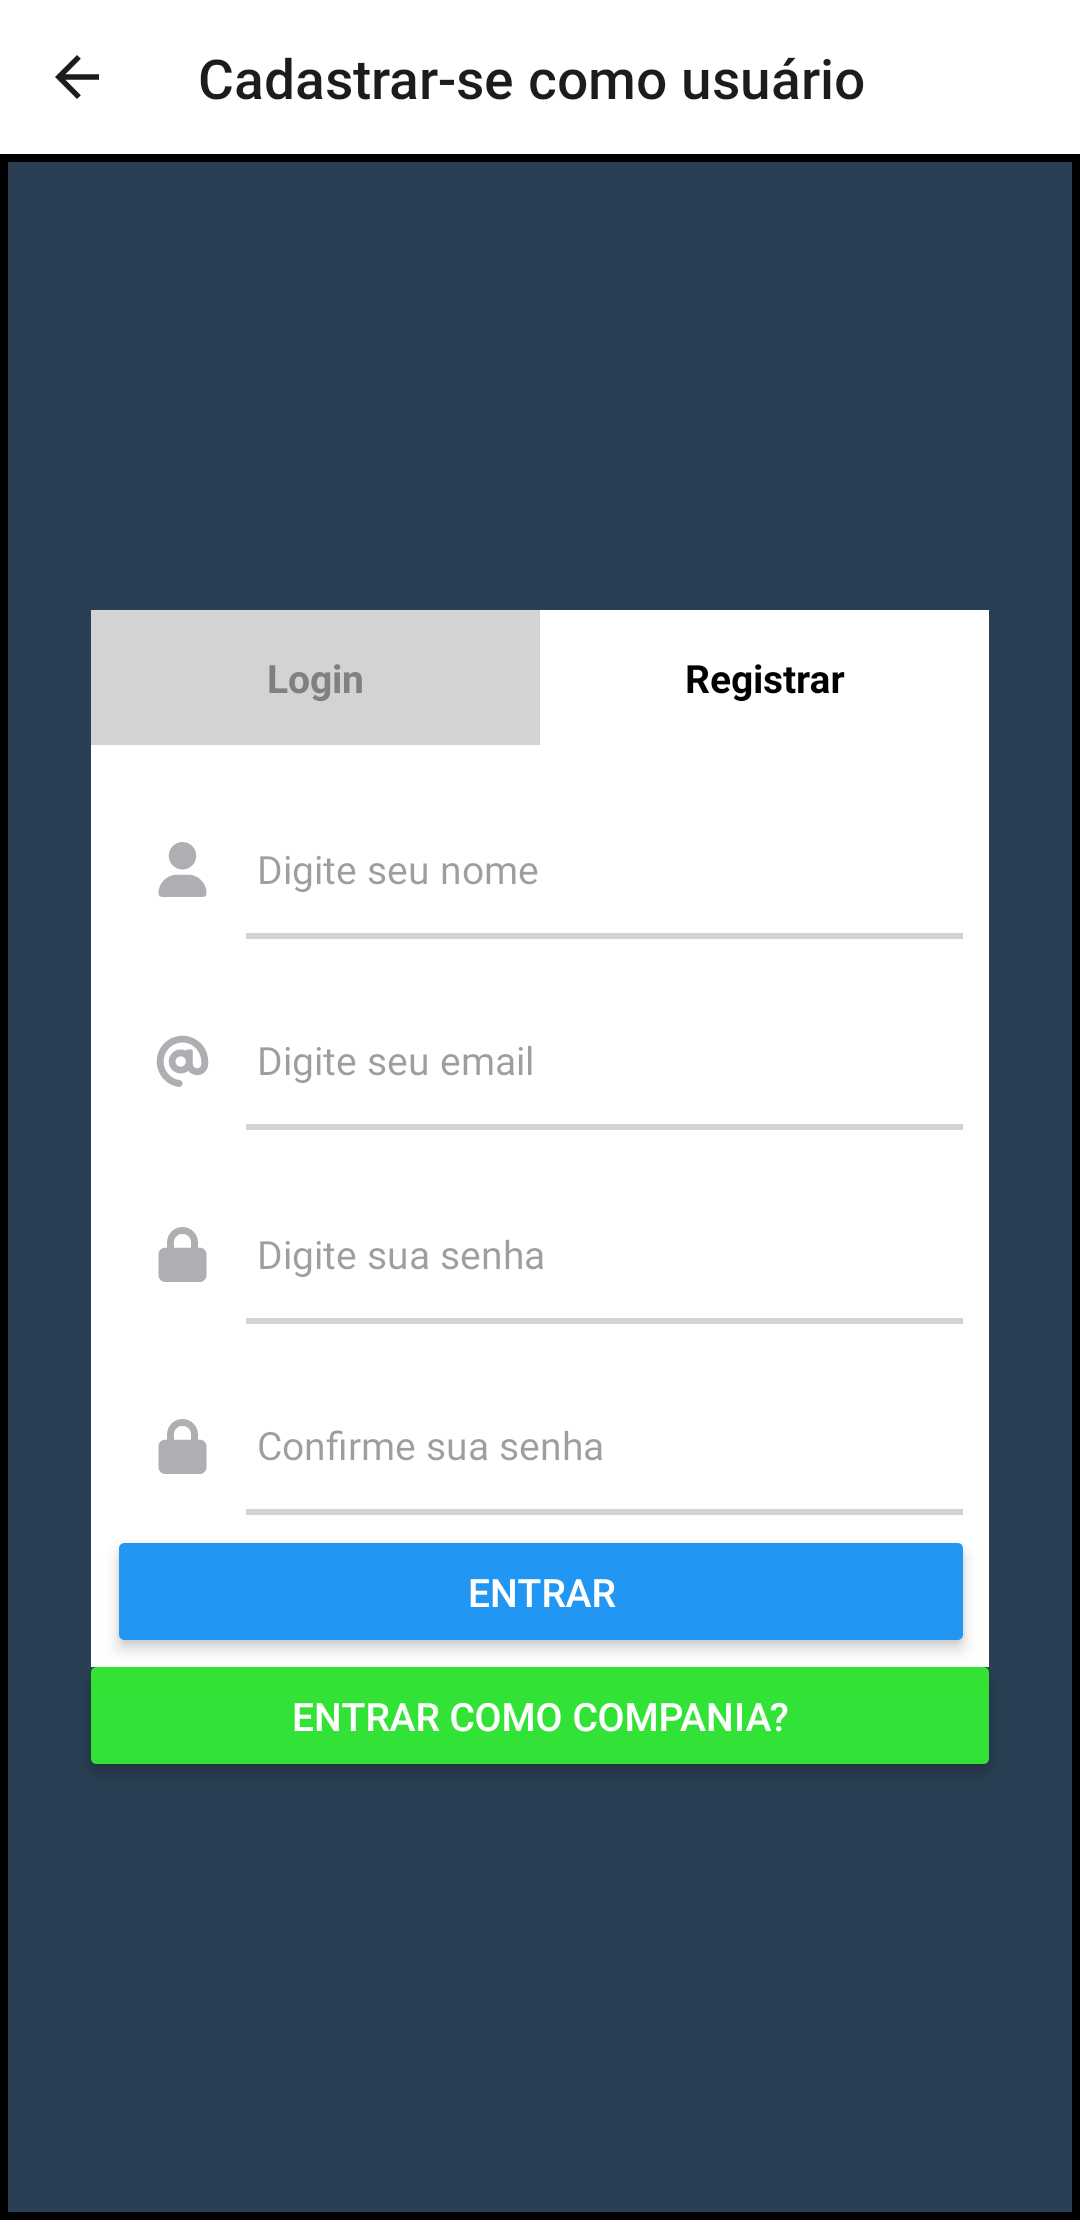 Cadastrar-se como usuário
Login
Registrar
Digite seu nome
Digite seu email
Digite sua senha
Confirme sua senha
ENTRAR
ENTRAR COMO COMPANIA?